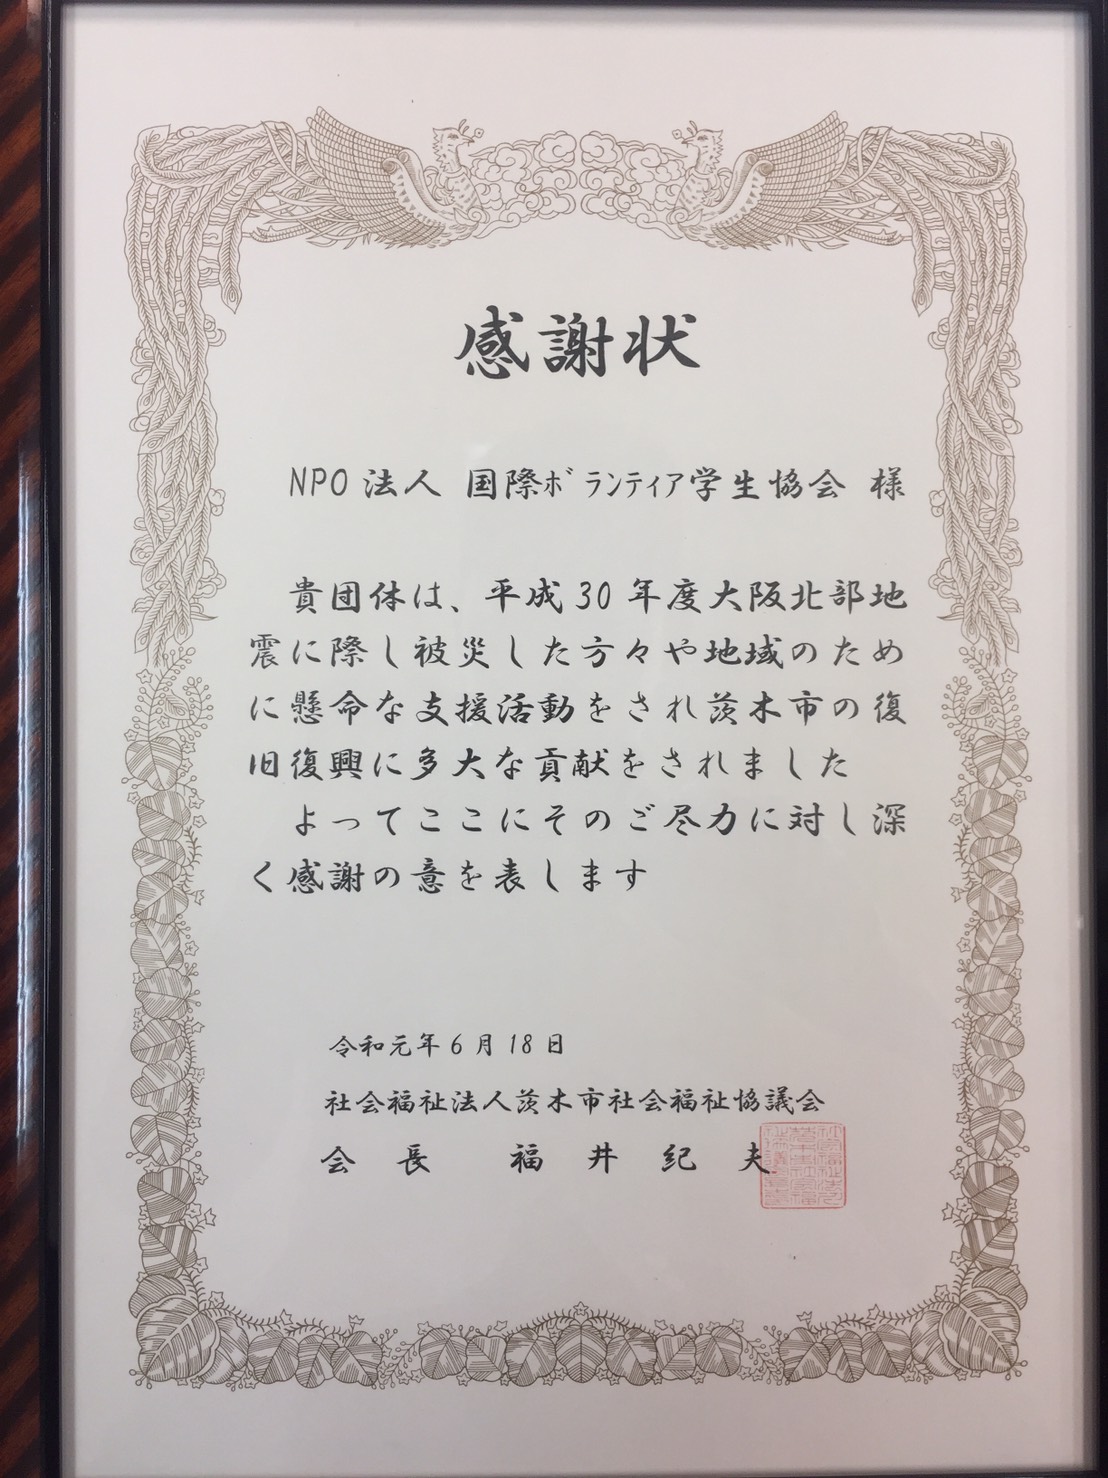 感謝状
NPO法人 国際ボランティア学生協会 様
貴団体は、平成30年度大阪北部地
震に際し被災した方々や地域のため
に懸命な支援活動をされ茨木市の復
旧復興に多大な貢献をされました
よってここにそのご尽力に対し深
く感謝の意を表します
令和元年6月18日
社会福祉法人茨木市社会福祉協議会
会長 福井紀夫